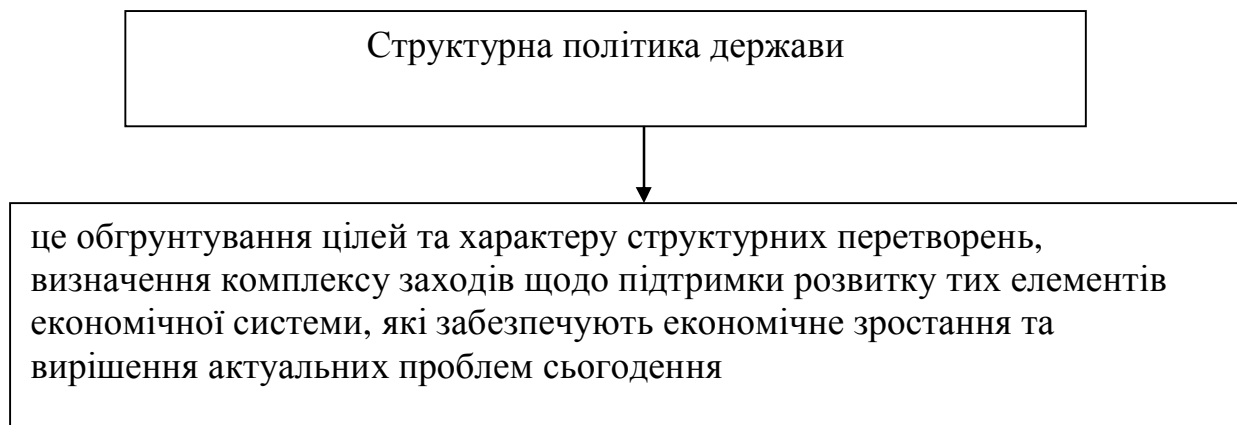 Структурна політика держави
це обгрунтування цілей та характеру структурних перетворень,
визначення комплексу заходів щодо підтримки розвитку тих елементів
економічної системи, які забезпечують економічне зростання та
вирішення актуальних проблем сьогодення